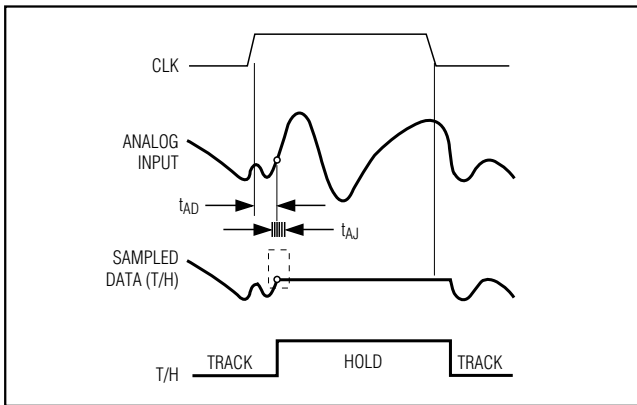 CLK
ANALOG
INPUT
tAD
tAJ
SAMPLED
DATA (T/H)
TRACK
HOLD
TRACK
T/H